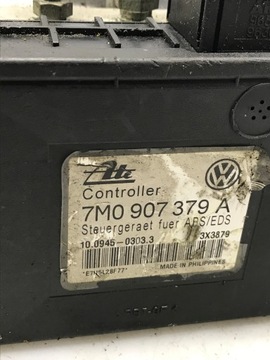 Ate
Controller
7M0 907 379 A
Steuergeraet fuer ABS/EDS
10.0945-0303.3 3X3879
MADE IN PHILIPPINES